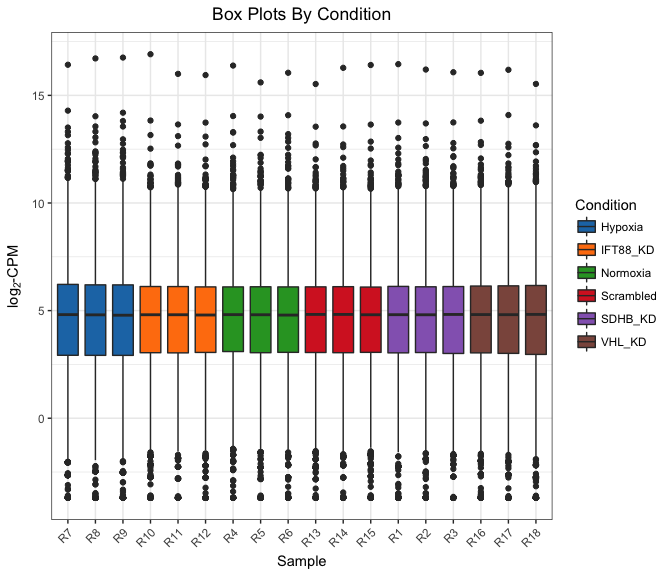 Box Plots By Condition
log₂-CPM
15
10
5
0
R7 R8 R9 R10 R11 R12 R4 R5 R6 R13 R14 R15 R1 R2 R3 R16 R17 R18
Sample
Condition
Hypoxia
IFT88_KD
Normoxia
Scrambled
SDHB_KD
VHL_KD